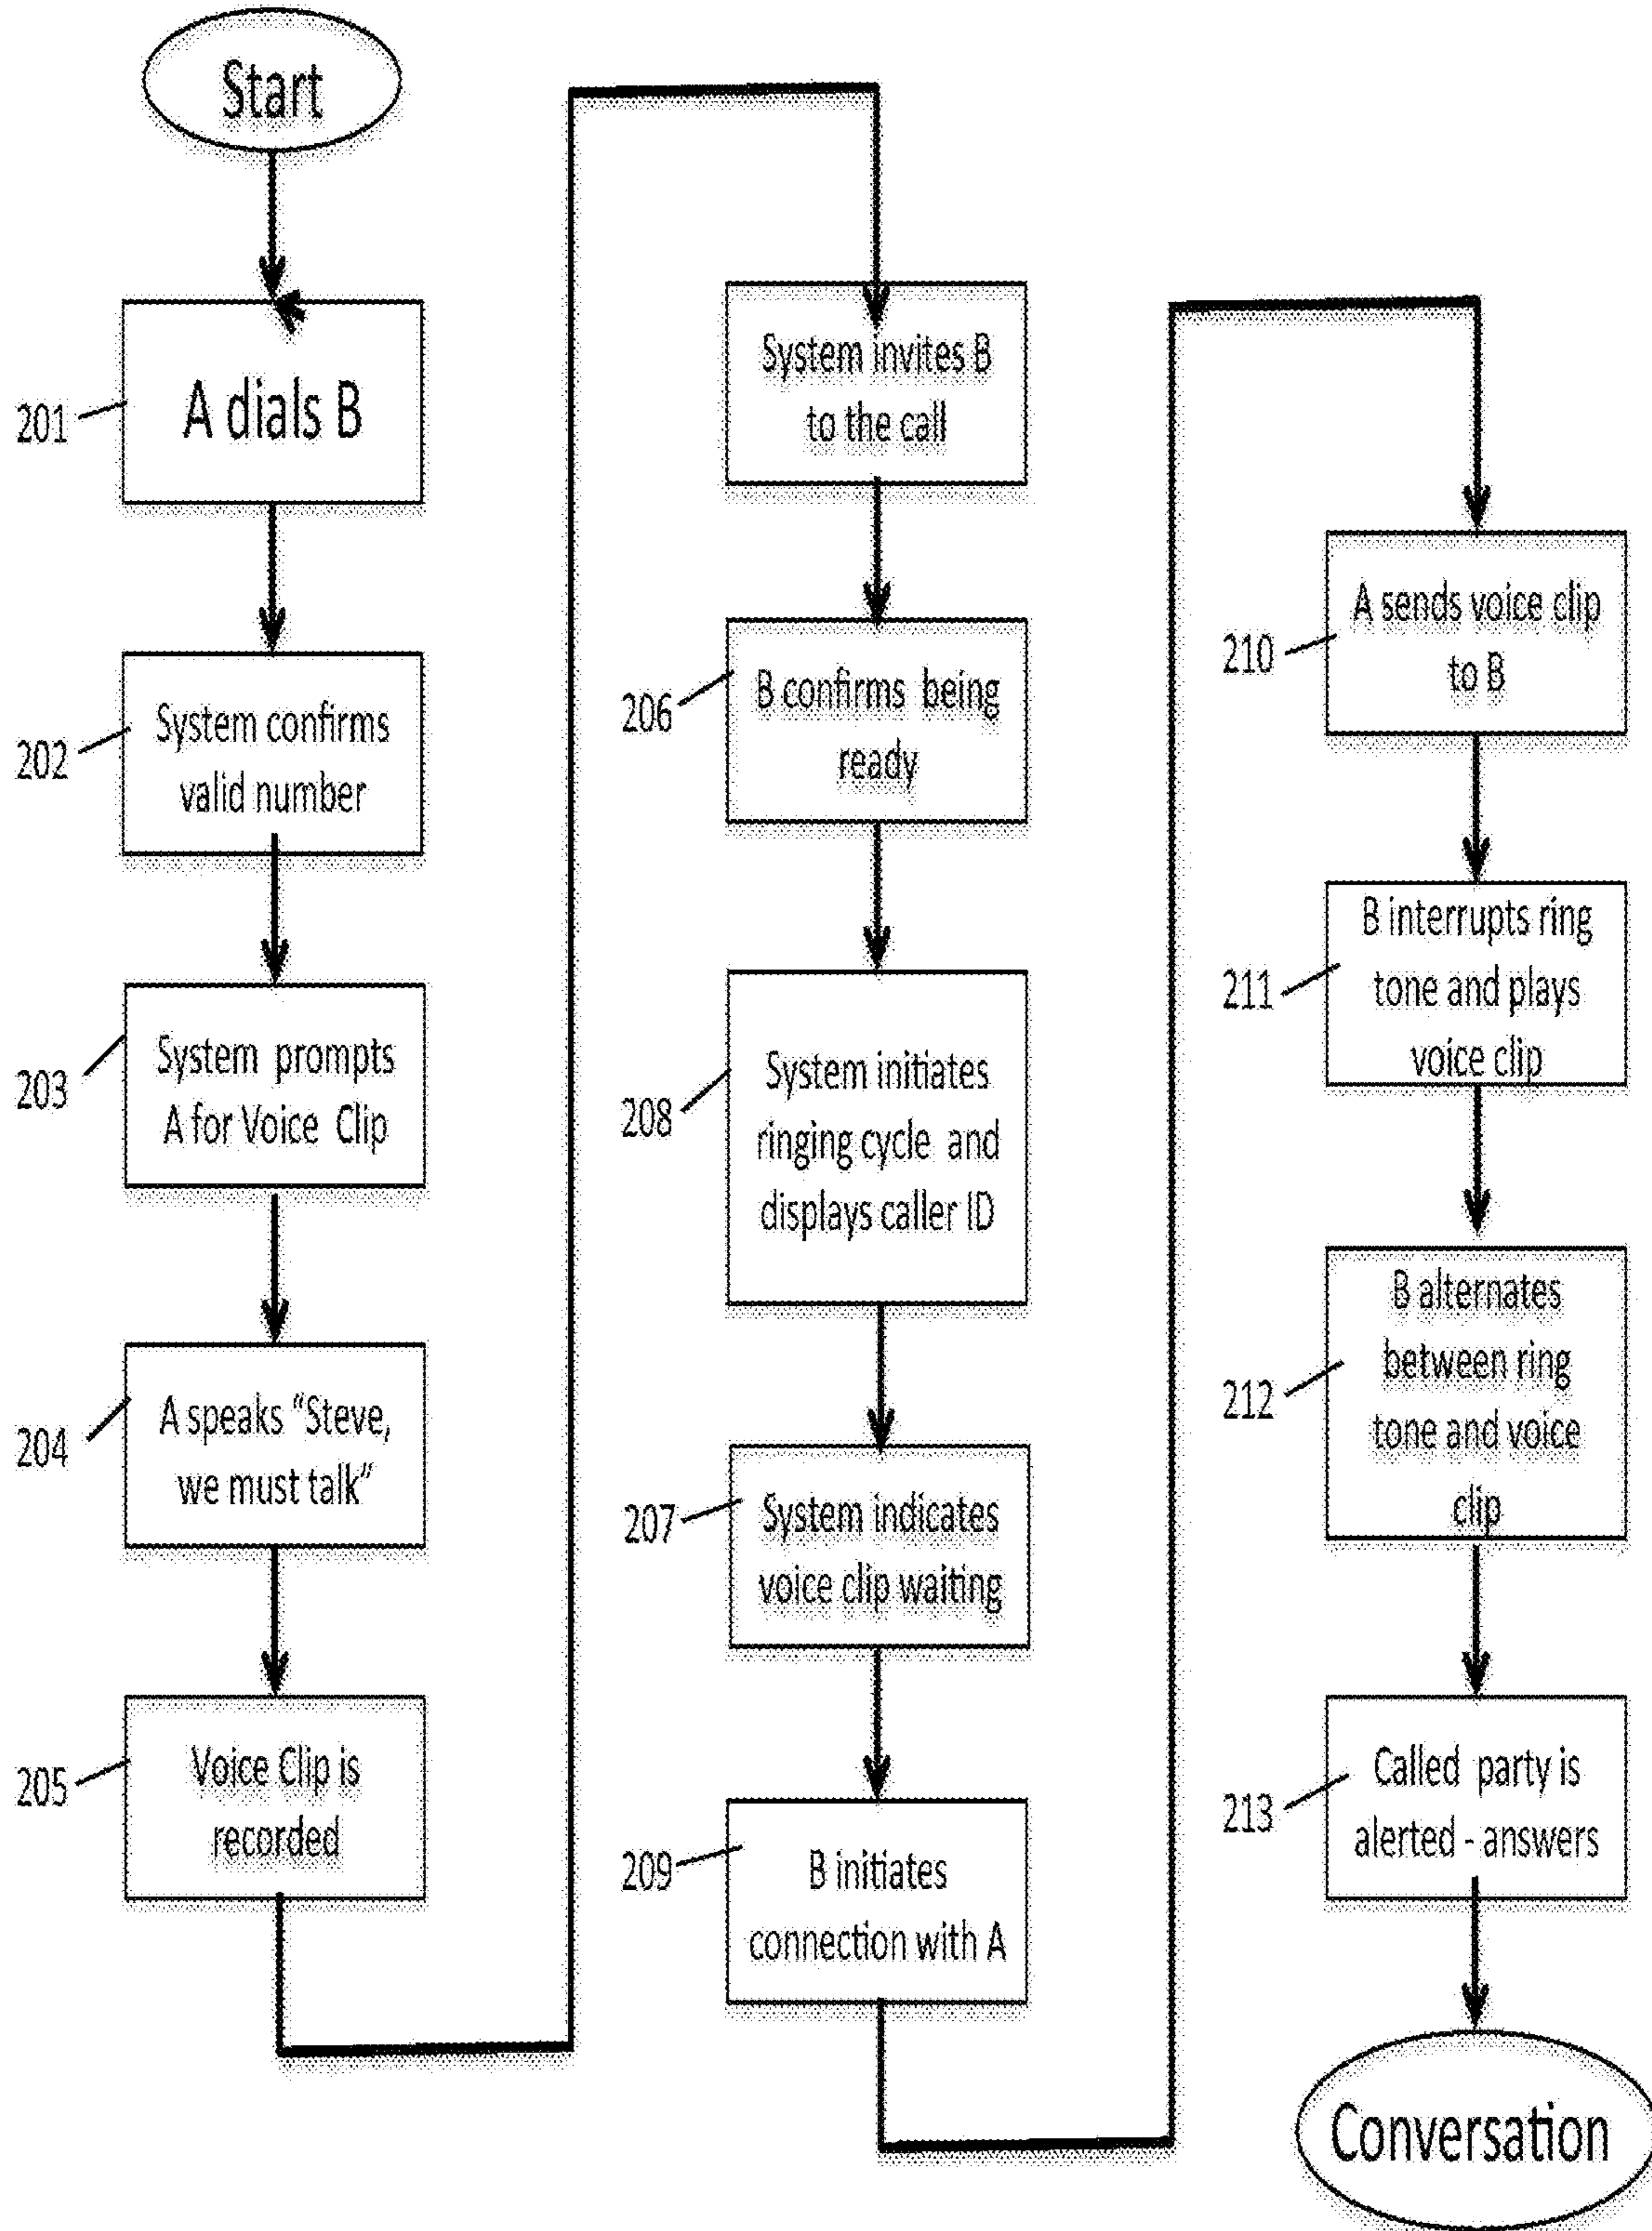 Start
201
A dials B
202
System confirms
valid number
203
System prompts
A for Voice Clip
204
A speaks “Steve,
we must talk”
205
Voice Clip is
recorded
System invites B
to the call
206
B confirms being
ready
208
System initiates
ringing cycle and
displays caller ID
207
System indicates
voice clip waiting
209
B initiates
connection with A
210
A sends voice clip
to B
211
B interrupts ring
tone and plays
voice clip
212
B alternates
between ring
tone and voice
clip
213
Called party is
alerted - answers
Conversation